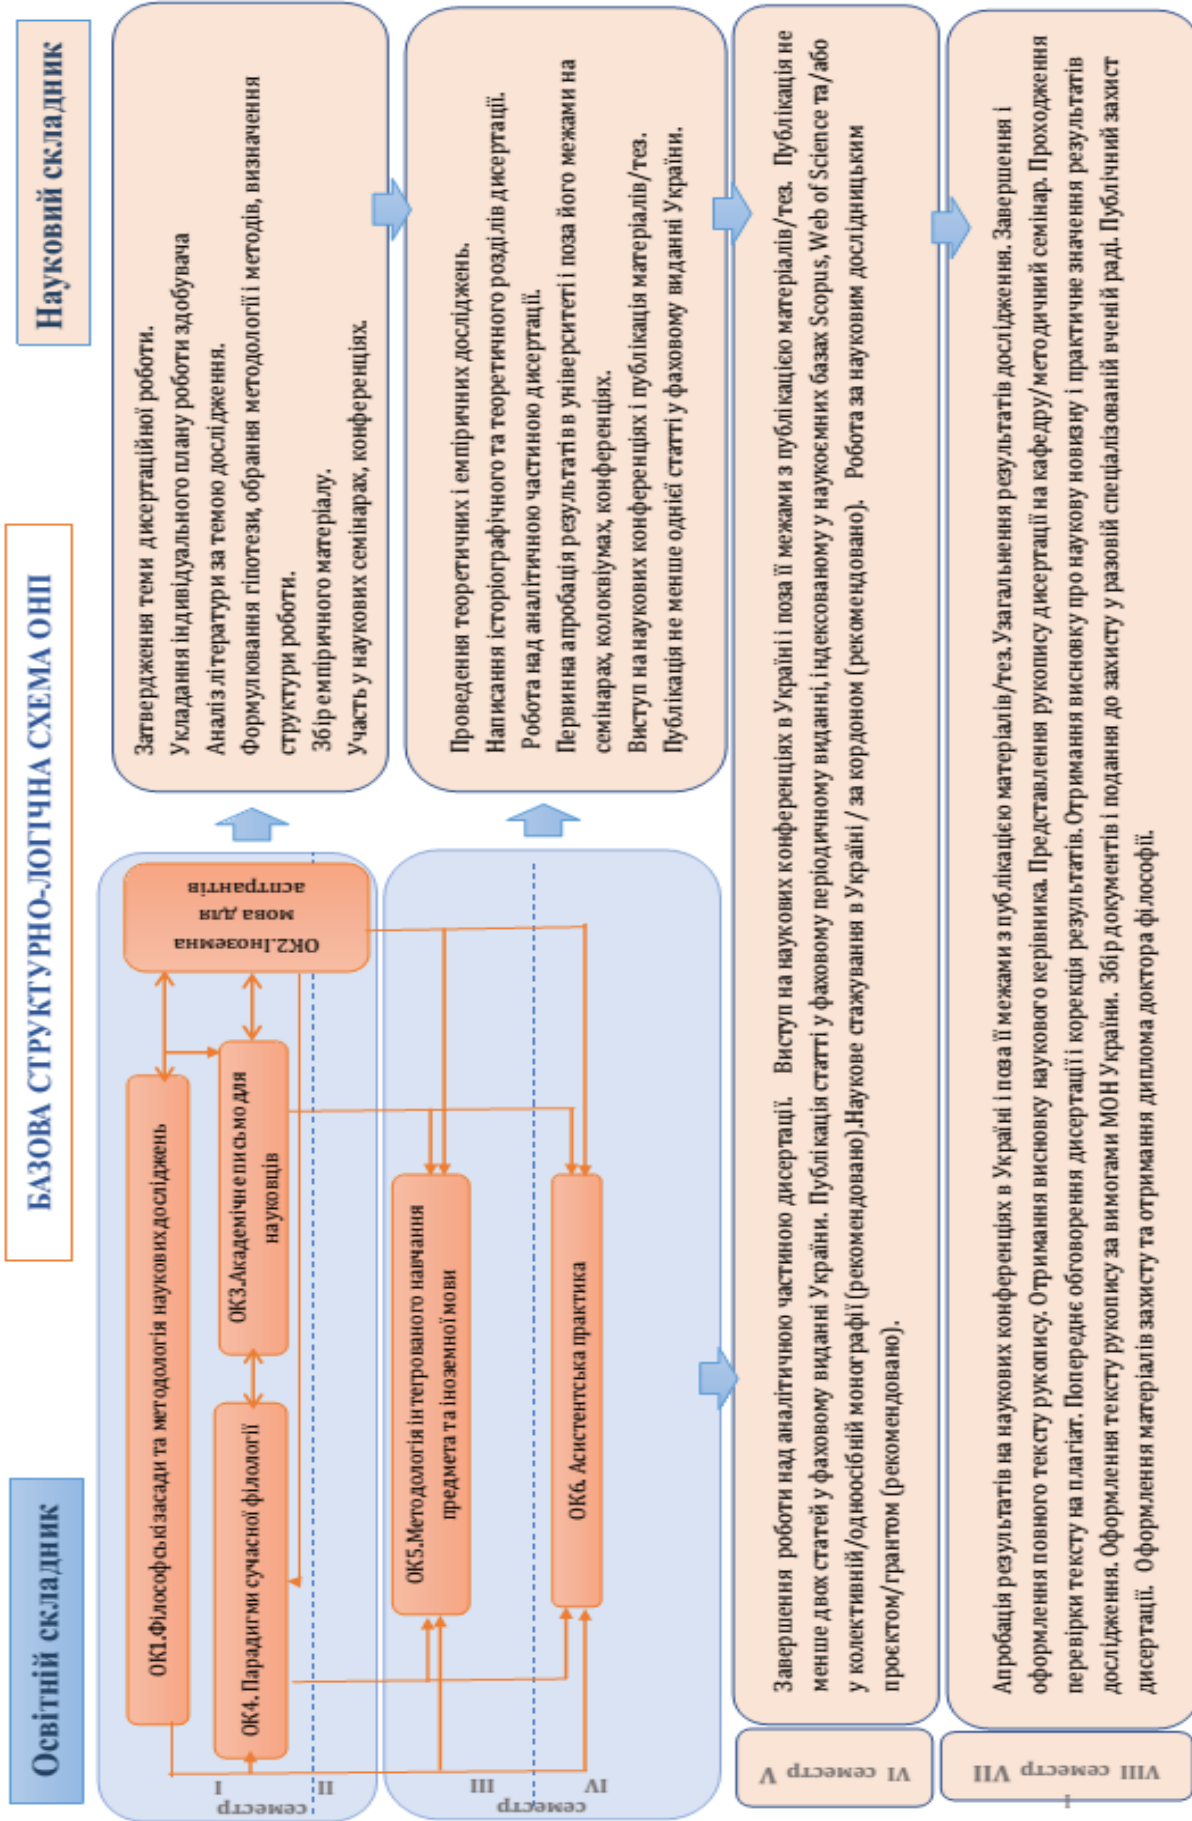 БАЗОВА СТРУКТУРНО-ЛОГІЧНА СХЕМА ОНП
Освітній складник
Науковий складник
семестр
I
II
ОК1.Філософські засади та методологія наукових досліджень
ОК4. Парадигми сучасної філології
ОК3.Академічне письмо для
науковців
ОК2.Іноземна
мова для
аспірантів
Затвердження теми дисертаційної роботи.
Укладання індивідуального плану роботи здобувача
Аналіз літератури за темою дослідження.
Формулювання гіпотези, обрання методології і методів, визначення
структури роботи.
Збір емпіричного матеріалу.
Участь у наукових семінарах, конференціях.
семестр
III
IV
ОК5.Методологія інтегрованого навчання
предмета та іноземної мови
ОК6. Асистентська практика
Проведення теоретичних і емпіричних досліджень.
Написання історіографічного та теоретичного розділів дисертації.
Робота над аналітичною частиною дисертації.
Первинна апробація результатів в університеті і поза його межами на
семінарах, колоквіумах, конференціях.
Виступ на наукових конференціях і публікація матеріалів/тез.
Публікація не менше однієї статті у фаховому виданні України.
VI семестр V
Завершення роботи над аналітичною частиною дисертації. Виступ на наукових конференціях в Україні і поза її межами з публікацією матеріалів/тез. Публікація не
менше двох статей у фаховому виданні України. Публікація статті у фаховому періодичному виданні, індексованому у наукоємних базах Scopus, Web of Science та/або
у колективній/одноосібній монографії (рекомендовано).Наукове стажування в Україні / за кордоном (рекомендовано). Робота за науковим дослідницьким
проєктом/грантом (рекомендовано).
VIII семестр VII
I
Апробація результатів на наукових конференціях в Україні і поза її межами з публікацією матеріалів/тез. Узагальнення результатів дослідження. Завершення і
оформлення повного тексту рукопису. Отримання висновку наукового керівника. Представлення рукопису дисертації на кафедру/методичний семінар. Проходження
перевірки тексту на плагіат. Попереднє обговорення дисертації і корекція результатів. Отримання висновку про наукову новизну і практичне значення результатів
дослідження. Оформлення тексту рукопису за вимогами МОН України. Збір документів і подання до захисту у разовій спеціалізованій вченій раді. Публічний захист
дисертації. Оформлення матеріалів захисту та отримання диплома доктора філософії.